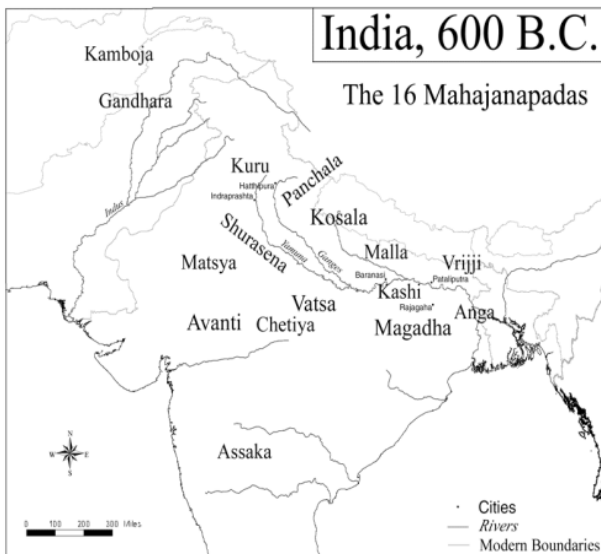 India, 600 B.C.
The 16 Mahajanapadas
Kamboja
Gandhara
Indus
Kuru
Hatthipura
Indraprashta
Panchala
Kosala
Shurasena
Yamuna
Ganges
Malla
Vrijji
Matsya
Baranasi
Pataliputra
Kashi
Vatsa
Rajagaha
Anga
Avanti
Chetiya
Magadha
Assaka
N
W
E
S
0 100 200 300 Miles
Cities
Rivers
Modern Boundaries